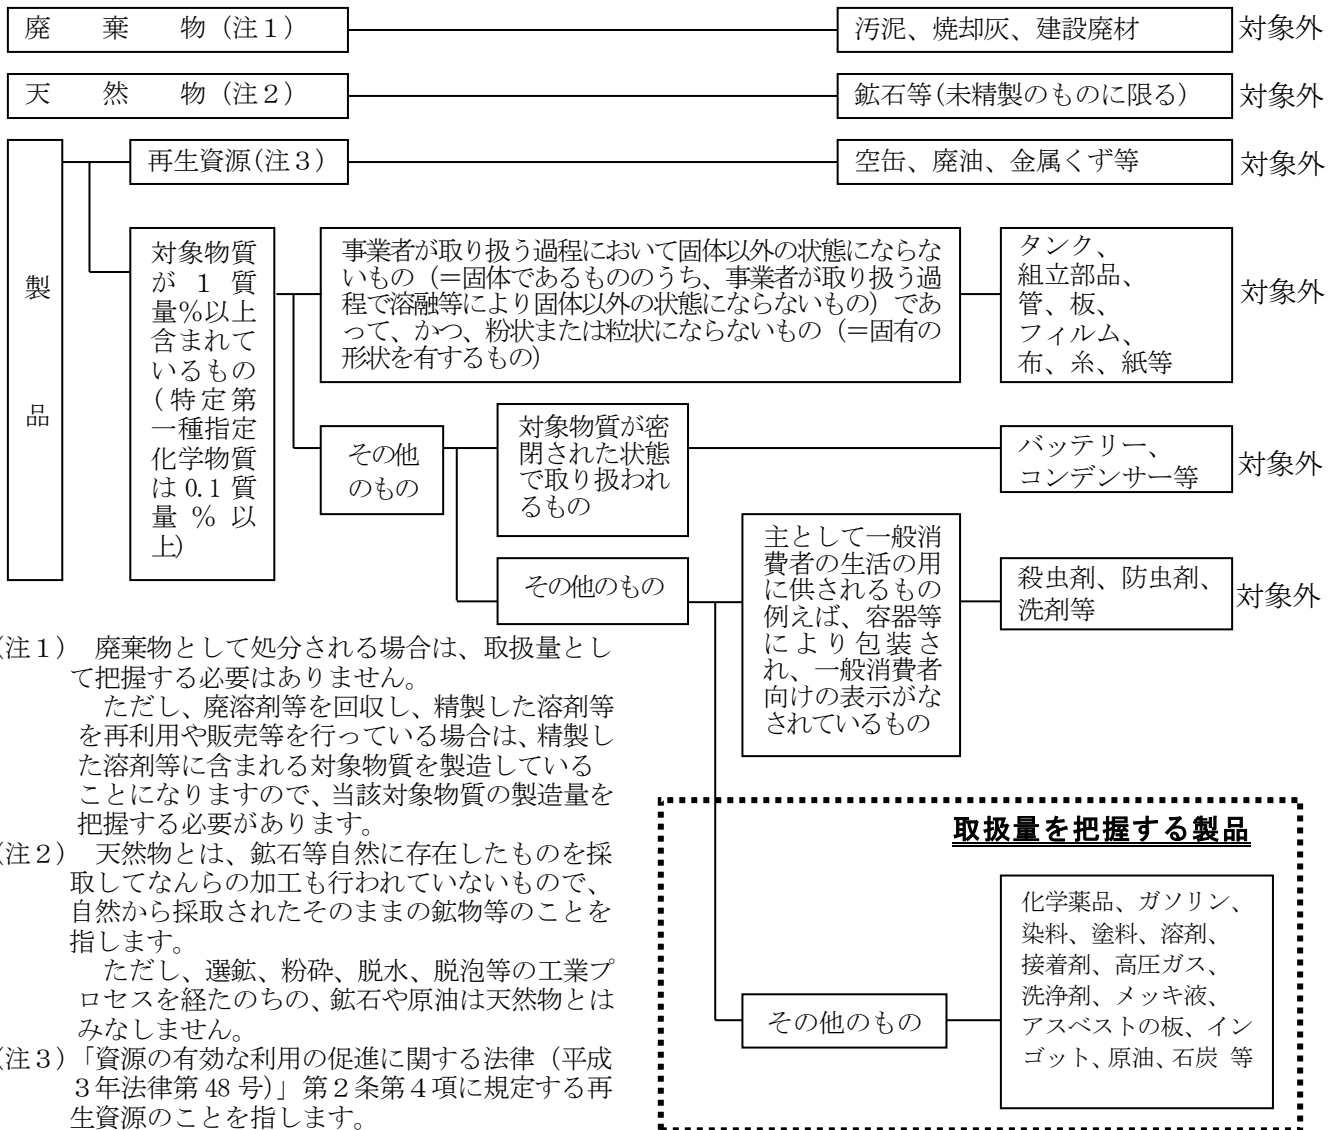 廃　棄　物（注１）
汚泥、焼却灰、建設廃材
対象外
天　然　物（注２）
鉱石等（未精製のものに限る）
対象外
製
品
再生資源（注３）
空缶、廃油、金属くず等
対象外
対象物質
が１質
量％以上
含まれて
いるもの
（特定第
一種指定
化学物質
は 0.1 質
量％以
上）
事業者が取り扱う過程において固体以外の状態にならな
いもの（＝固体であるもののうち、事業者が取り扱う過
程で溶融等により固体以外の状態にならないもの）であ
って、かつ、粉状または粒状にならないもの（＝固有の
形状を有するもの）
タンク、
組立部品、
管、板、
フィルム、
布、糸、紙等
対象外
その他
のもの
対象物質が密
閉された状態
で取り扱われ
るもの
バッテリー、
コンデンサー等
対象外
その他のもの
主として一般消
費者の生活の用
に供されるもの
例えば、容器等
により包装さ
れ、一般消費者
向けの表示がな
されているもの
殺虫剤、防虫剤、
洗剤等
対象外
（注１）　廃棄物として処分される場合は、取扱量とし
て把握する必要はありません。
ただし、廃溶剤等を回収し、精製した溶剤等
を再利用や販売等を行っている場合は、精製し
た溶剤等に含まれる対象物質を製造している
ことになりますので、当該対象物質の製造量を
把握する必要があります。
（注２）　天然物とは、鉱石等自然に存在したものを採
取してなんらの加工も行われていないもので、
自然から採取されたそのままの鉱物等のことを
指します。
ただし、選鉱、粉砕、脱水、脱泡等の工業プ
ロセスを経たのちの、鉱石や原油は天然物とは
みなしません。
（注３）「資源の有効な利用の促進に関する法律（平成
３年法律第 48 号）」第２条第４項に規定する再
生資源のことを指します。
取扱量を把握する製品
その他のもの
化学薬品、ガソリン、
染料、塗料、溶剤、
接着剤、高圧ガス、
洗浄剤、メッキ液、
アスベストの板、イン
ゴット、原油、石炭 等